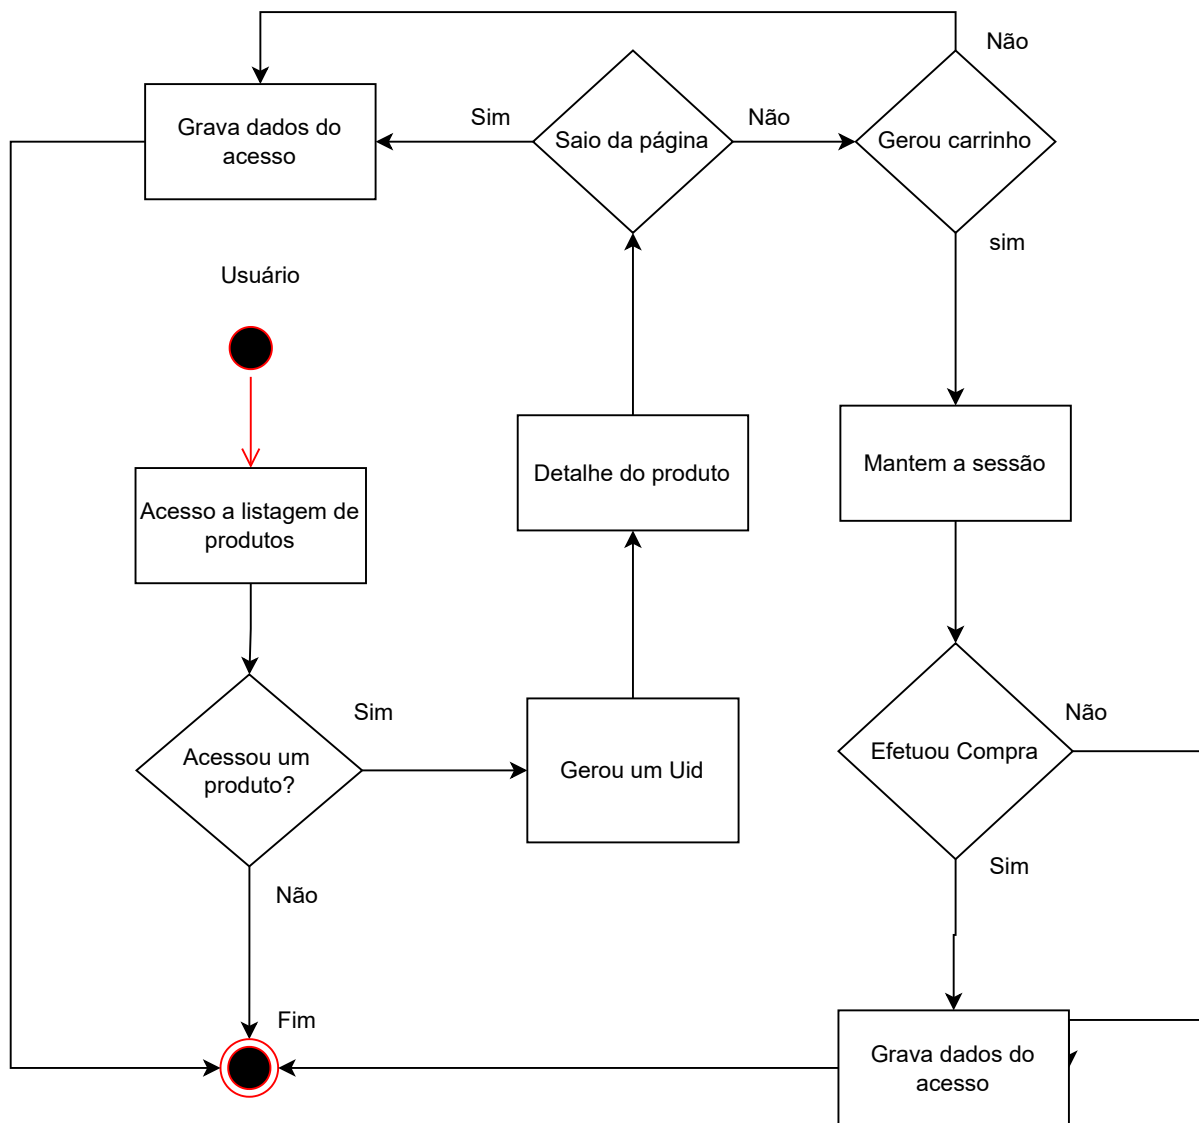 Não
Grava dados do
acesso
Sim
Saio da página
Não
Gerou carrinho
sim
Usuário
Acesso a listagem de
produtos
Detalhe do produto
Mantem a sessão
Acessou um
produto?
Sim
Gerou um Uid
Efetuou Compra
Não
Não
Sim
Fim
Grava dados do
acesso